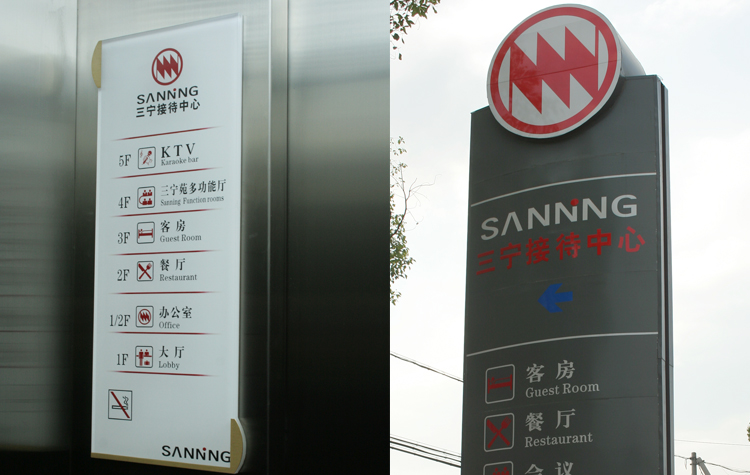 SANNING
三宁接待中心
5F KTV
Karaoke bar
4F 三宁苑多功能厅
Sanning Function rooms
3F 客房
Guest Room
2F 餐厅
Restaurant
1/2F 办公室
Office
1F 大厅
Lobby
SANNING
SANNING
三宁接待中心
客房
Guest Room
餐厅
Restaurant
会议